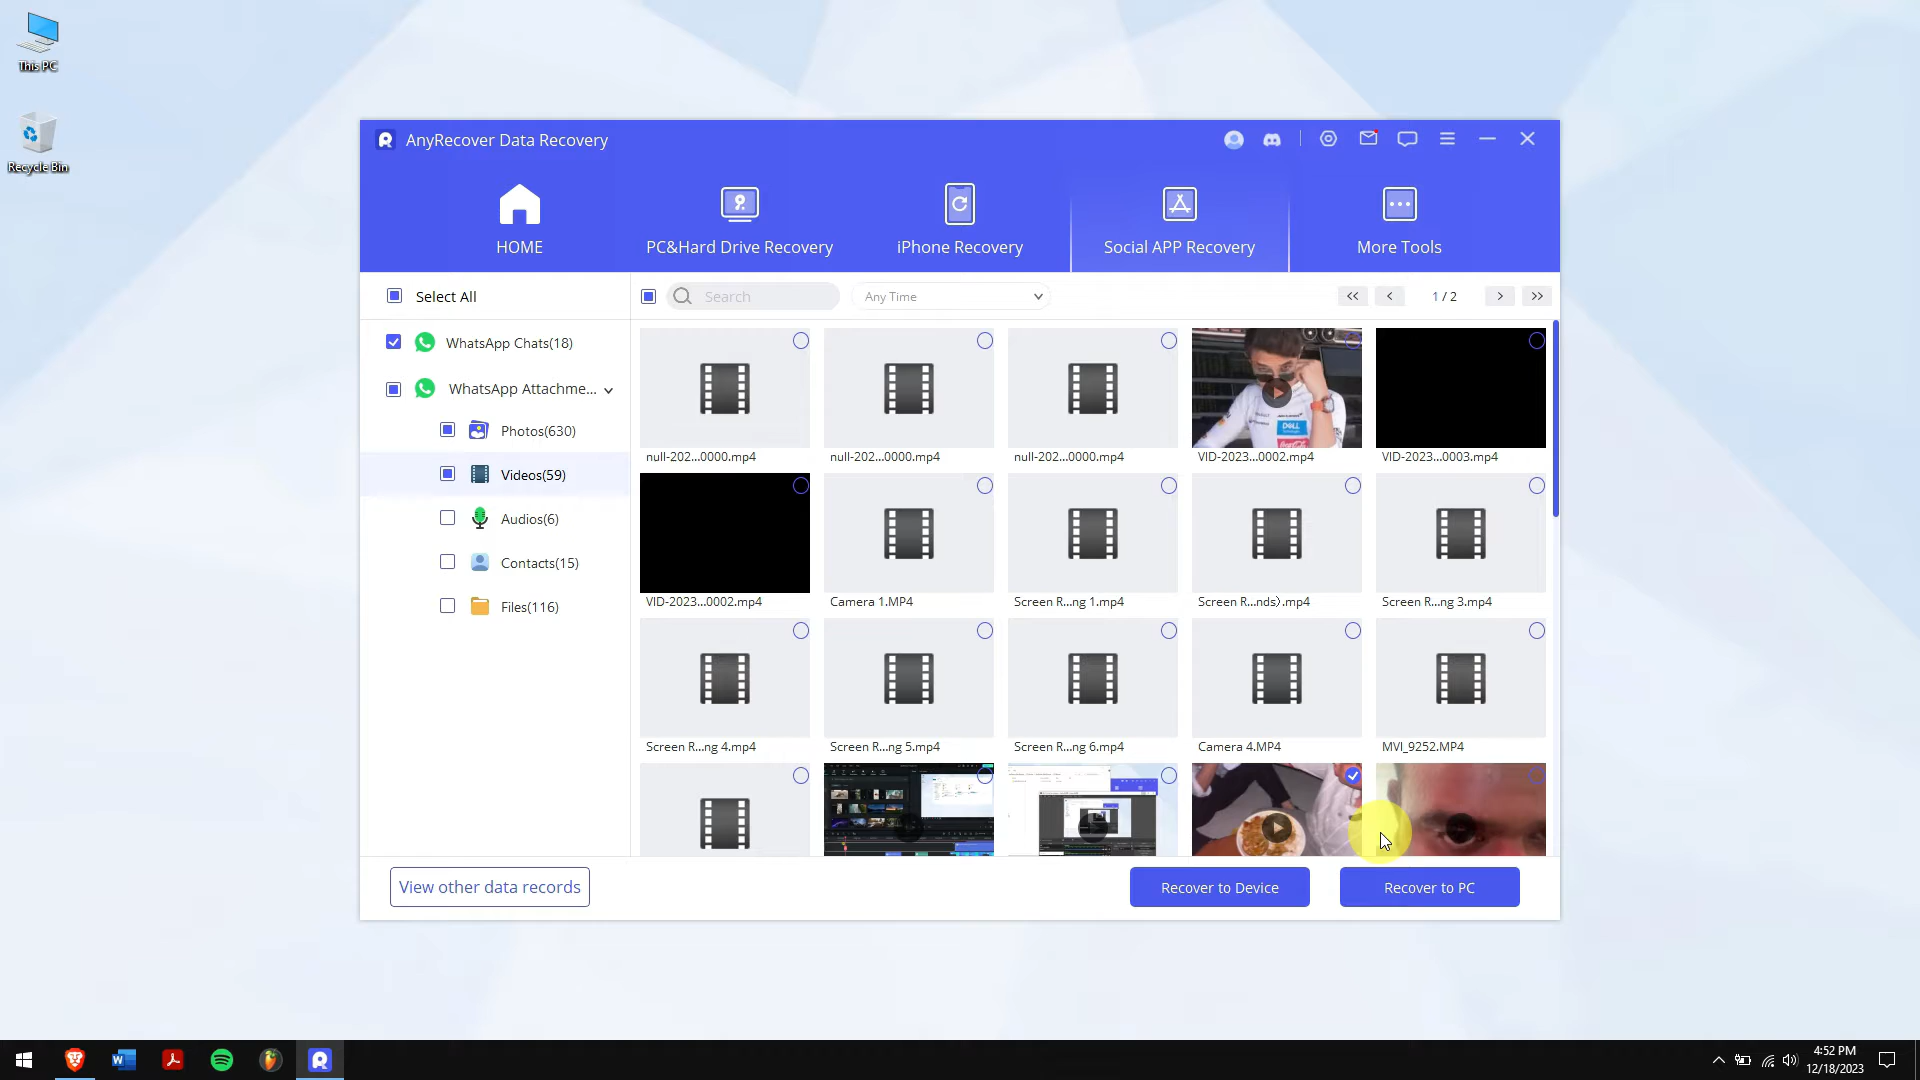 This PC
Recycle Bin
AnyRecover Data Recovery
HOME
PC&Hard Drive Recovery
iPhone Recovery
Social APP Recovery
More Tools
Select All
Search
Any Time
1 / 2
WhatsApp Chats(18)
WhatsApp Attachme...
Photos(630)
Videos(59)
Audios(6)
Contacts(15)
Files(116)
null-202...0000.mp4
null-202...0000.mp4
null-202...0000.mp4
VID-2023...0002.mp4
VID-2023...0003.mp4
VID-2023...0002.mp4
Camera 1.MP4
Screen R...ng 1.mp4
Screen R...nds).mp4
Screen R...ng 3.mp4
Screen R...ng 4.mp4
Screen R...ng 5.mp4
Screen R...ng 6.mp4
Camera 4.MP4
MVI_9252.MP4
DELL
Technologies
View other data records
Recover to Device
Recover to PC
4:52 PM
12/18/2023